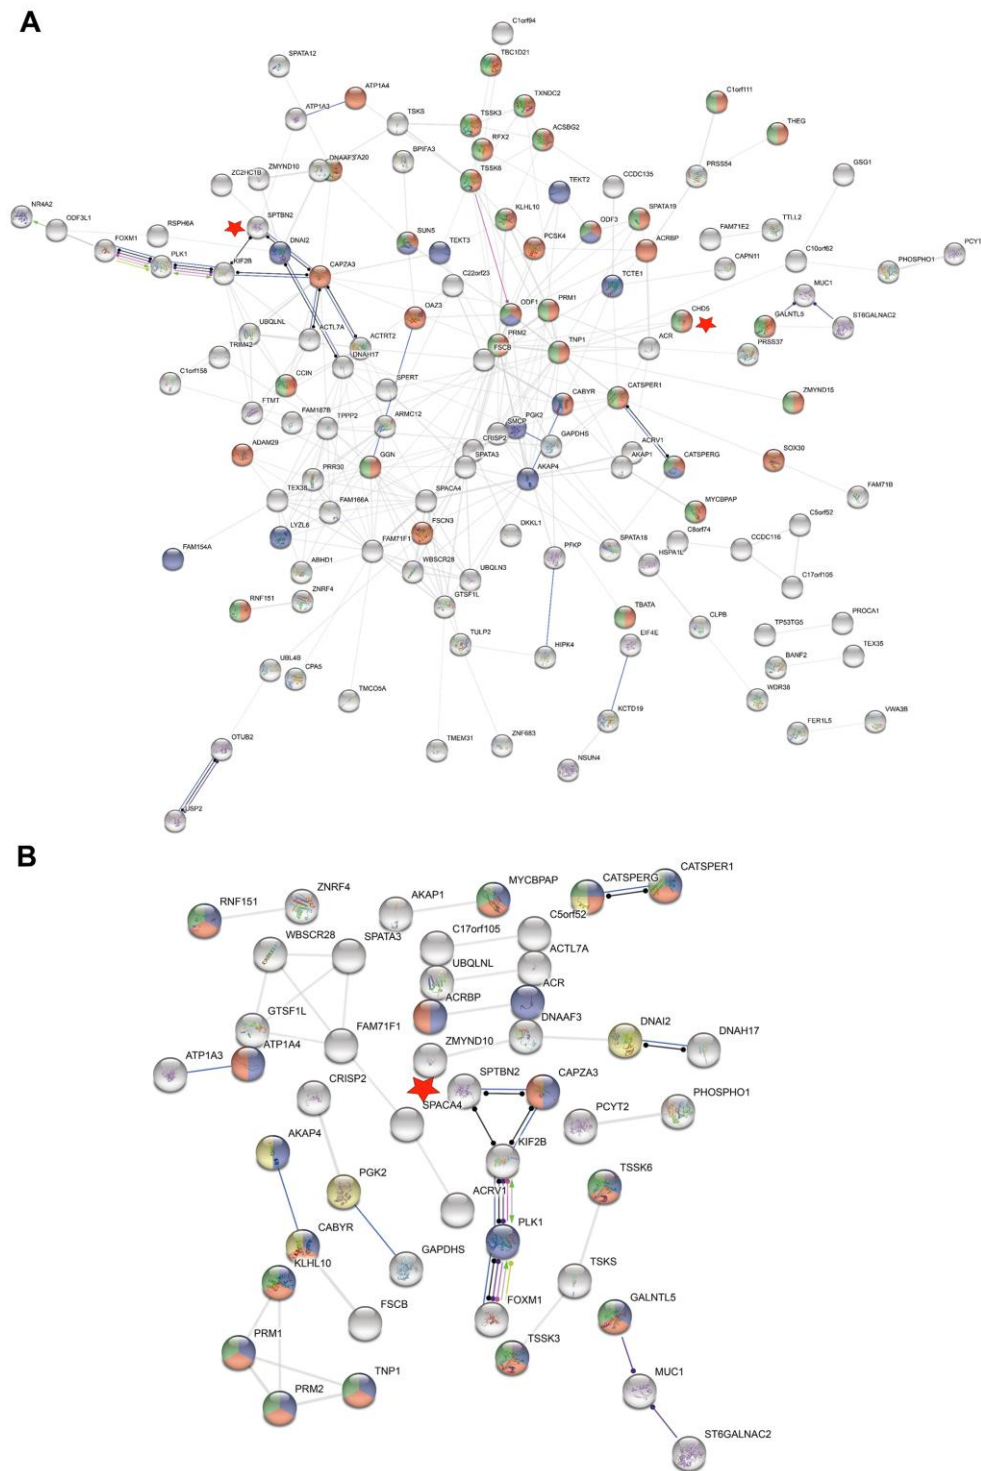 A
C1orf94
SPATA12
TBC1D21
ATP1A4
C1orf111
ATP1A3
TXNDC2
TSKS
TSSK3
ACSBG2
THEG
RFX2
BPIFA3
ZMYND10
DNAAF3
ZC2HC1B
TSSK6
TEKT2
CCDC135
PRSS54
GSG1
NR4A2
ODF3L1
RSPH6A
SPTBN2
KLHL10
ODF3
SPATA19
TTLL2
FOXM1
DNAI2
SUN5
TEKT3
PCSK4
ACRBP
FAM71E2
C10orf62
PCYT
PLK1
KIF2B
CAPZA3
C22orf23
TCTE1
CAPN11
PHOSPHO1
MUC1
UBQLNL
ACTL7A
ACTRT2
OAZ3
ODF1
PRM1
CHD5
GALNTL5
ST6GALNAC2
TRIM42
DNAH17
PRM2
FSCB
TNP1
ACR
PRSS37
C1orf158
CCIN
SPERT
CABYR
CATSPER1
ZMYND15
FTMT
FAM187B
TPPP2
ARMC12
SMCP
PGK2
GAPDHS
CRISP2
ADAM29
GGN
SPATA3
ACRV1
AKAP1
CATSPERG
SOX30
PRR30
AKAP4
TEX38
FAM166A
SPACA4
MYCBPAP
FAM71B
LYZL6
FSCN3
DKKL1
C8orf74
C5orf52
FAM154A
ABHD1
FAM71F1
WBSCR28
UBQLN3
PFKP
SPATA18
HSPA1L
CCDC116
C17orf105
RNF151
ZNRF4
GTSF1L
TBATA
CLPB
TP53TG5
PROCA1
TULP2
HIPK4
EIF4E
BANF2
TEX35
UBL4B
CPA5
TMCO5A
WDR38
KCTD19
FER1L5
VWA3B
OTUB2
TMEM31
ZNF683
NSUN4
USP2
B
ZNRF4
RNF151
AKAP1
MYCBPAP
CATSPERG
CATSPER1
WBSCR28
SPATA3
C17orf105
C5orf52
UBQLNL
ACTL7A
GTSF1L
ACRBP
ACR
FAM71F1
DNAAF3
DNAI2
DNAH17
ATP1A3
ATP1A4
ZMYND10
CRISP2
SPTBN2
CAPZA3
SPACA4
PCYT2
PHOSPHO1
AKAP4
KIF2B
PGK2
ACRV1
TSSK6
CABYR
PLK1
KLHL10
GAPDHS
TSKS
FSCB
FOXM1
GALNTL5
PRM1
TSSK3
TNP1
MUC1
PRM2
ST6GALNAC2